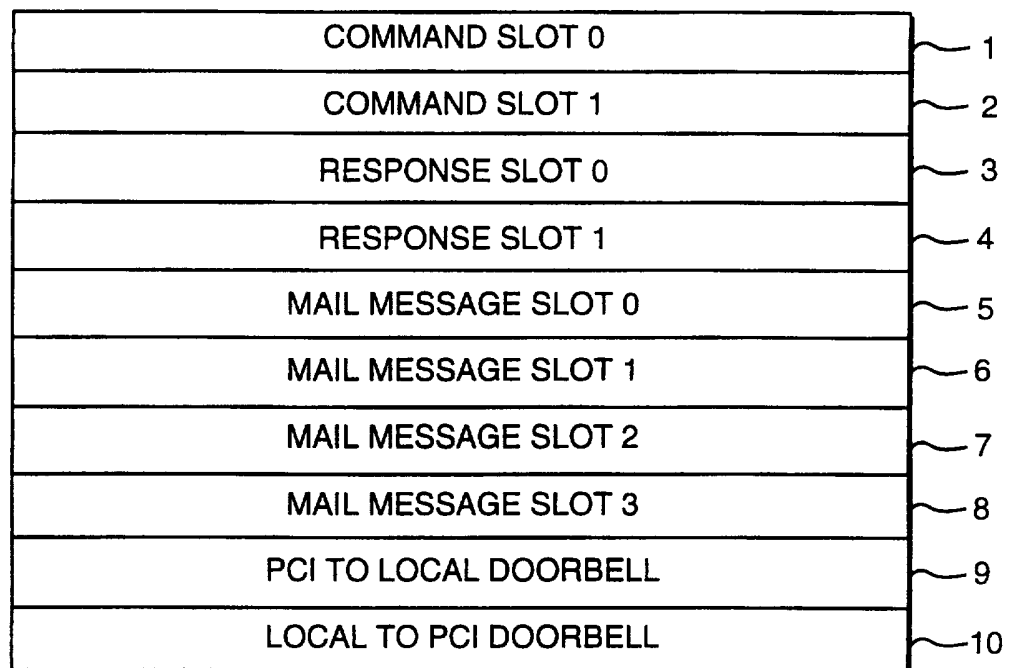 COMMAND SLOT 0 1
COMMAND SLOT 1 2
RESPONSE SLOT 0 3
RESPONSE SLOT 1 4
MAIL MESSAGE SLOT 0 5
MAIL MESSAGE SLOT 1 6
MAIL MESSAGE SLOT 2 7
MAIL MESSAGE SLOT 3 8
PCI TO LOCAL DOORBELL 9
LOCAL TO PCI DOORBELL 10